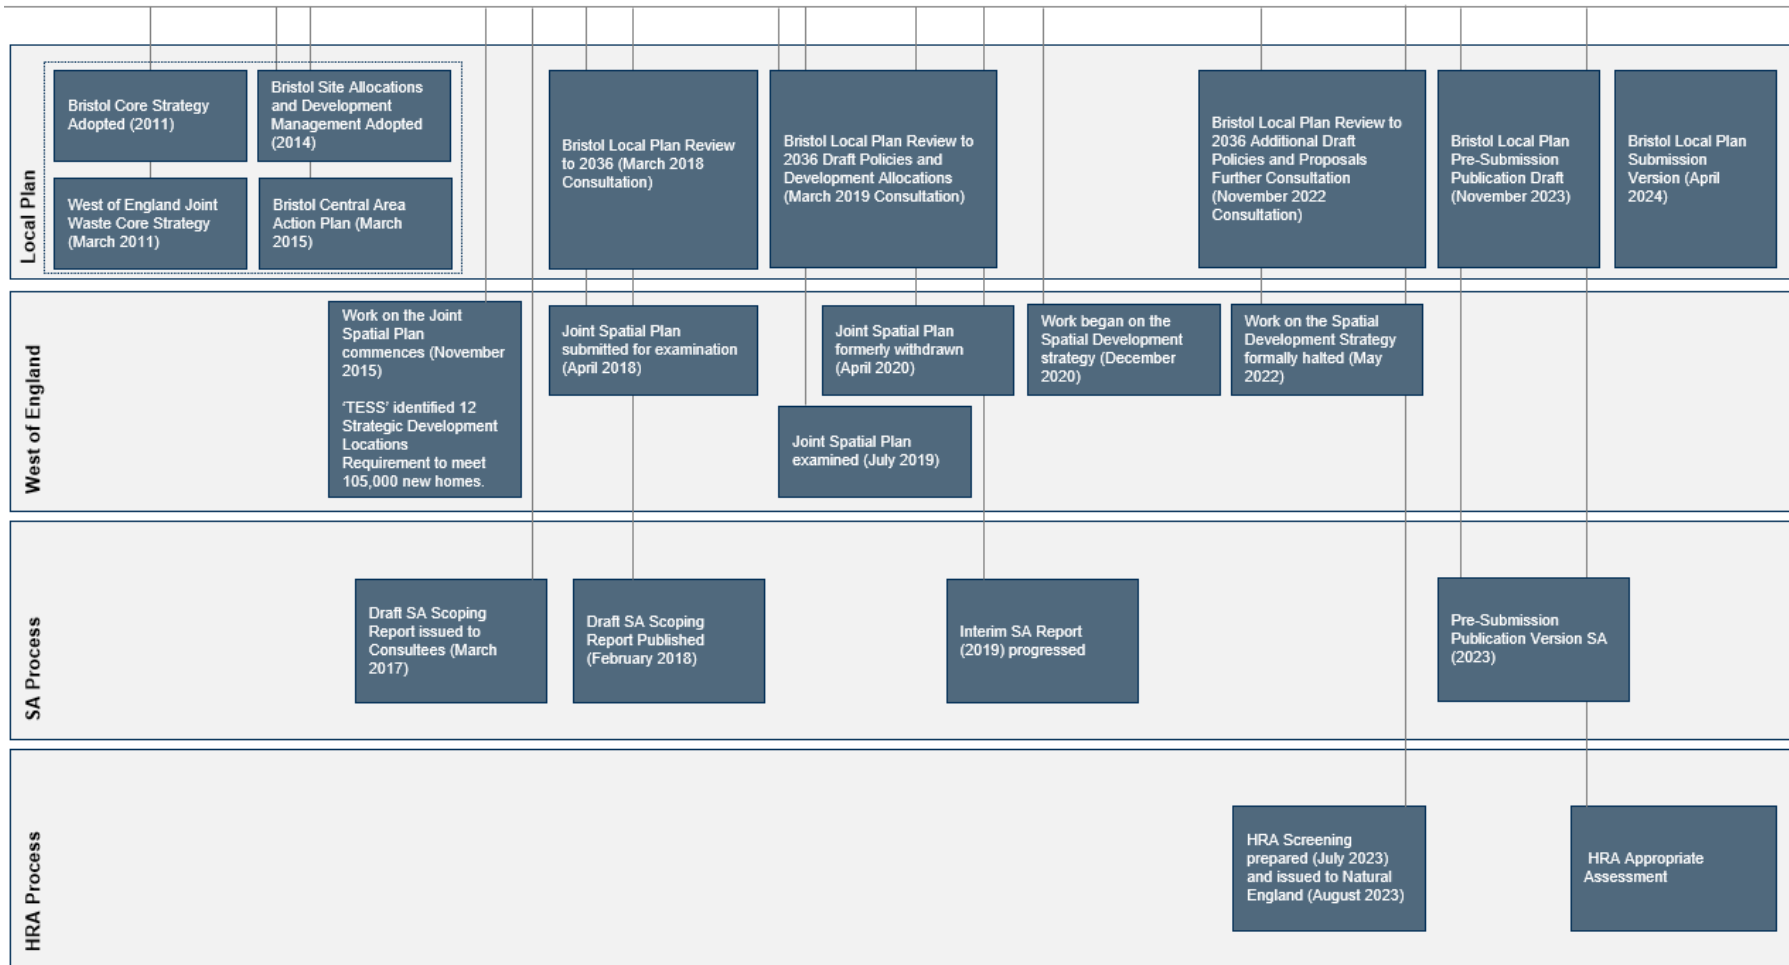 Local Plan
Bristol Core Strategy
Adopted (2011)
Bristol Site Allocations
and Development
Management Adopted
(2014)
West of England Joint
Waste Core Strategy
(March 2011)
Bristol Central Area
Action Plan (March
2015)
Bristol Local Plan Review
to 2036 (March 2018
Consultation)
Bristol Local Plan Review to
2036 Draft Policies and
Development Allocations
(March 2019 Consultation)
Bristol Local Plan Review to
2036 Additional Draft
Policies and Proposals
Further Consultation
(November 2022
Consultation)
Bristol Local Plan
Pre-Submission
Publication Draft
(November 2023)
Bristol Local Plan
Submission
Version (April
2024)
West of England
Work on the Joint
Spatial Plan
commences (November
2015)
‘TESS’ identified 12
Strategic Development
Locations
Requirement to meet
105,000 new homes.
Joint Spatial Plan
submitted for examination
(April 2018)
Joint Spatial Plan
examined (July 2019)
Joint Spatial Plan
formerly withdrawn
(April 2020)
Work began on the
Spatial Development
strategy (December
2020)
Work on the Spatial
Development Strategy
formally halted (May
2022)
SA Process
Draft SA Scoping
Report issued to
Consultees (March
2017)
Draft SA Scoping
Report Published
(February 2018)
Interim SA Report
(2019) progressed
Pre-Submission
Publication Version SA
(2023)
HRA Process
HRA Screening
prepared (July 2023)
and issued to Natural
England (August 2023)
HRA Appropriate
Assessment